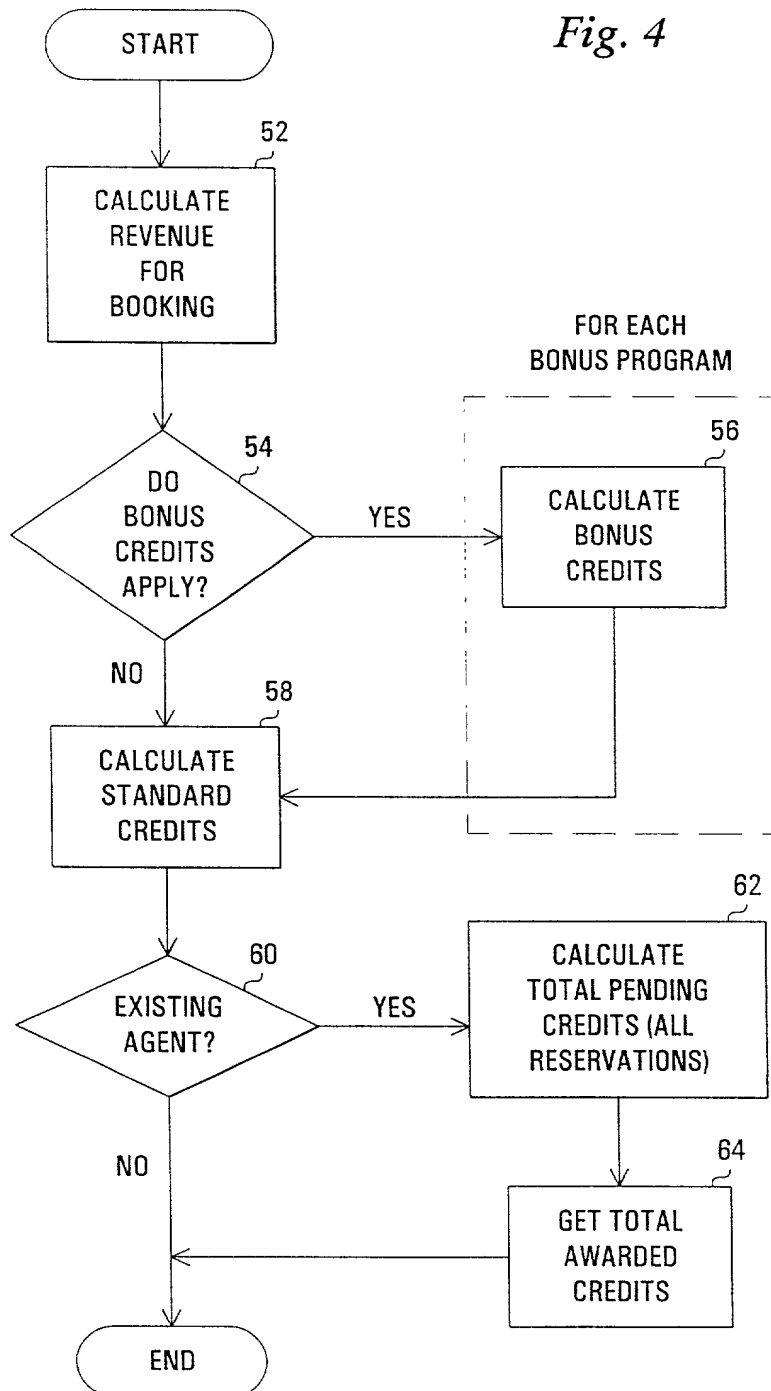 START
Fig. 4
52
CALCULATE
REVENUE
FOR
BOOKING
FOR EACH
BONUS PROGRAM
54
DO
BONUS
CREDITS
APPLY?
YES
56
CALCULATE
BONUS
CREDITS
NO
58
CALCULATE
STANDARD
CREDITS
60
EXISTING
AGENT?
YES
62
CALCULATE
TOTAL PENDING
CREDITS (ALL
RESERVATIONS)
NO
64
GET TOTAL
AWARDED
CREDITS
END